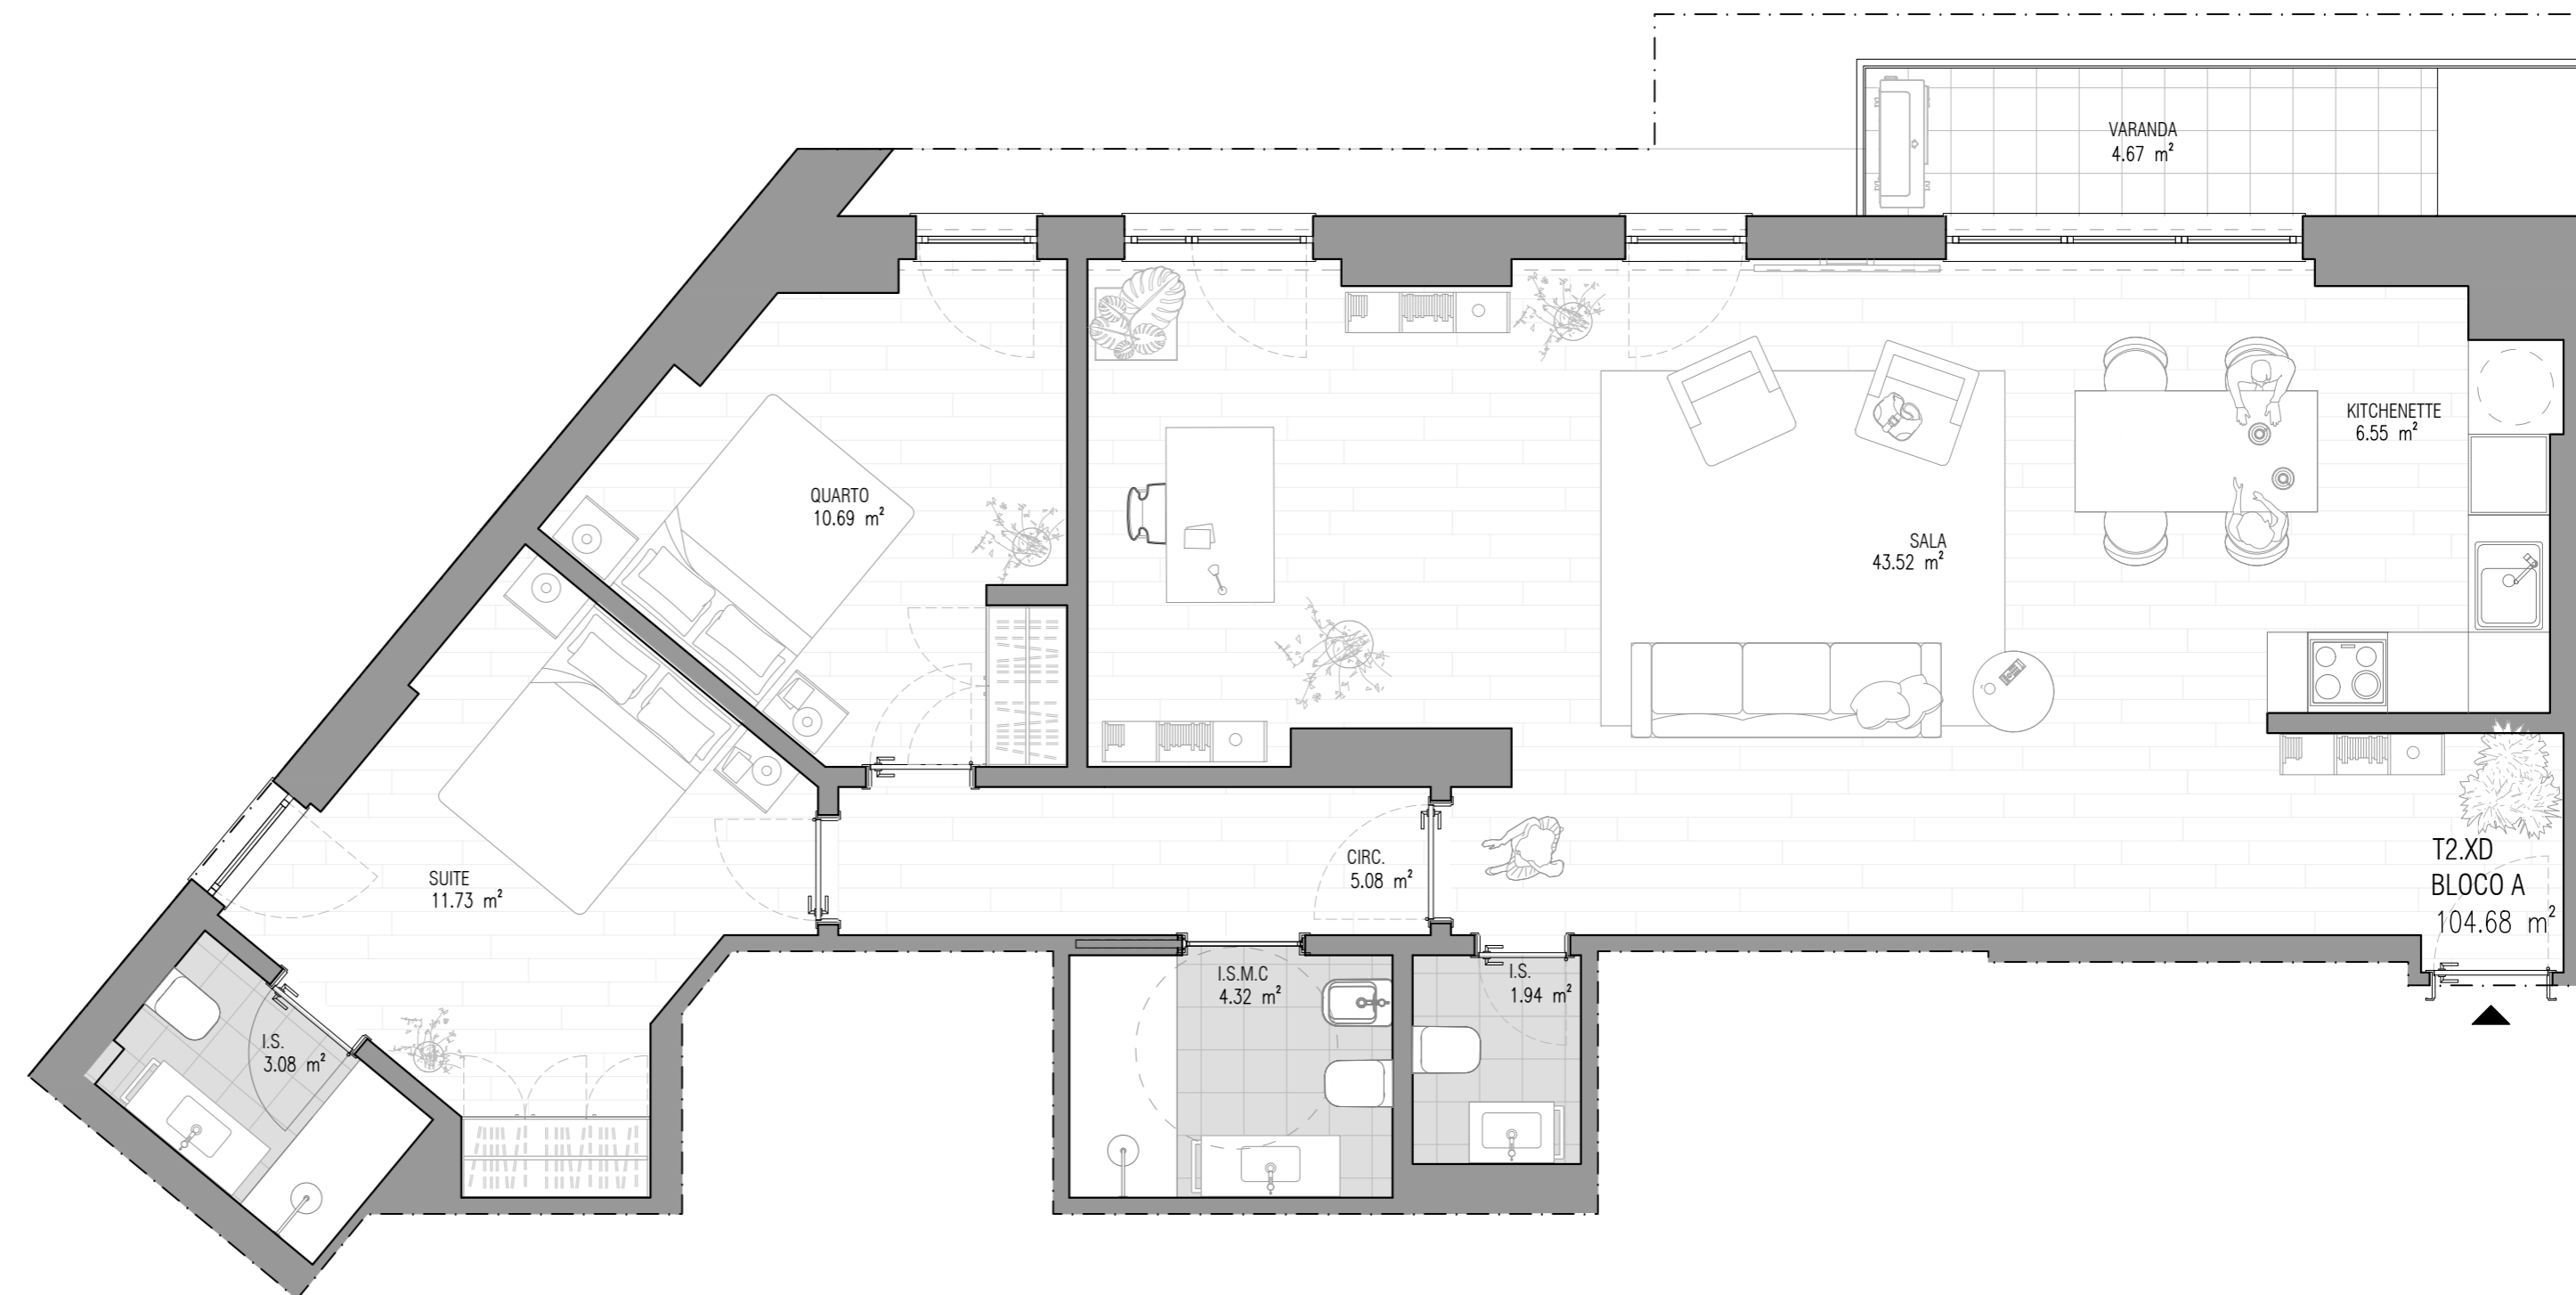 VARANDA
4.67 m²
KITCHENETTE
6.55 m²
QUARTO
10.69 m²
SALA
43.52 m²
T2.XD
BLOCO A
104.68 m²
CIRC.
5.08 m²
SUITE
11.73 m²
I.S.M.C
4.32 m²
I.S.
1.94 m²
I.S.
3.08 m²